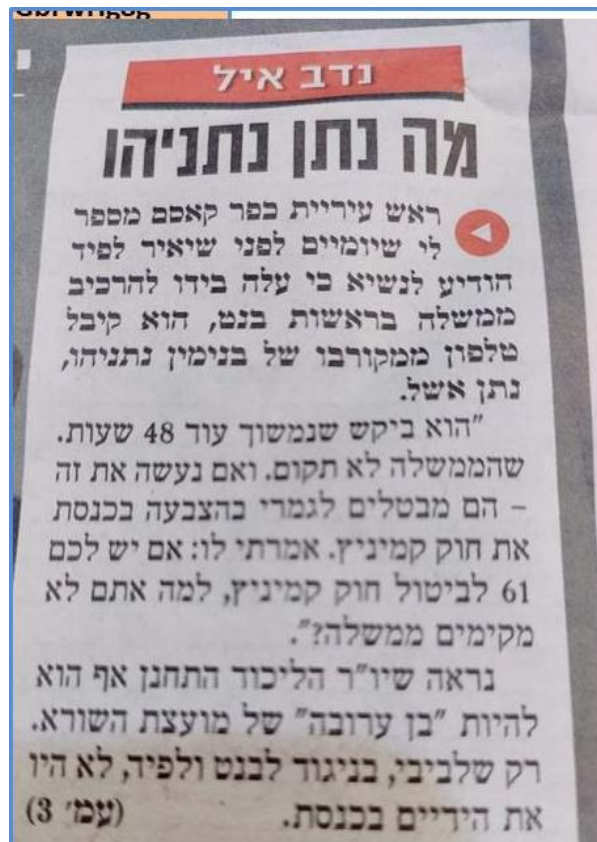 נדב איל
מה נתן נתניהו
ראש עיריית כפר קאסם מספר
לי שיומיים לפני שיאיר לפיד
הודיע לנשיא כי עלה בידו להרכיב
ממשלה בראשות בנט, הוא קיבל
טלפון ממקורבו של בנימין נתניהו,
נתן אשל.
"הוא ביקש שנמשוך עוד 48 שעות.
שהממשלה לא תקום. ואם נעשה את זה
– הם מבטלים לגמרי בהצבעה בכנסת
את חוק קמיניץ. אמרתי לו: אם יש לכם
61 לביטול חוק קמיניץ, למה אתם לא
מקימים ממשלה?".
נראה שיו"ר הליכוד התחנן אף הוא
להיות "בן ערובה" של מועצת השורא.
רק שלביבי, בניגוד לבנט ולפיד, לא היו
את הידיים בכנסת. (עמ' 3)